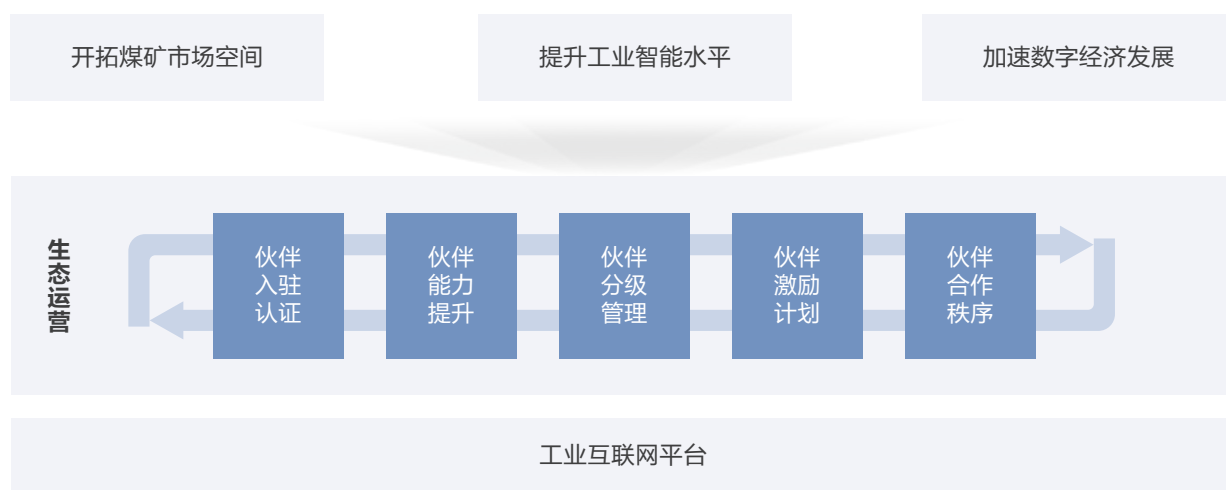 开拓煤矿市场空间
提升工业智能水平
加速数字经济发展
生态运营
伙伴
入驻
认证
伙伴
能力
提升
伙伴
分级
管理
伙伴
激励
计划
伙伴
合作
秩序
工业互联网平台